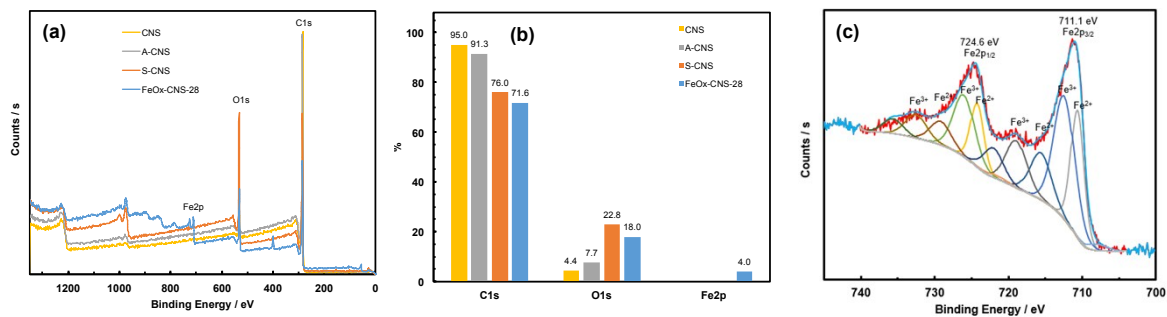 (a)
CNS
A-CNS
S-CNS
FeOx-CNS-28
C1s
O1s
Fe2p
Counts / s
1200
1000
800
600
400
200
0
Binding Energy / eV
(b)
CNS
A-CNS
S-CNS
FeOx-CNS-28
%
100
80
60
40
20
0
95.0
91.3
76.0
71.6
4.4
7.7
22.8
18.0
4.0
C1s
O1s
Fe2p
(c)
711.1 eV
Fe2p3/2
724.6 eV
Fe2p1/2
Fe3+
Fe2+
Fe3+
Fe2+
Fe3+
Fe2+
Fe3+
Fe2+
Counts / s
740
730
720
710
700
Binding Energy / eV